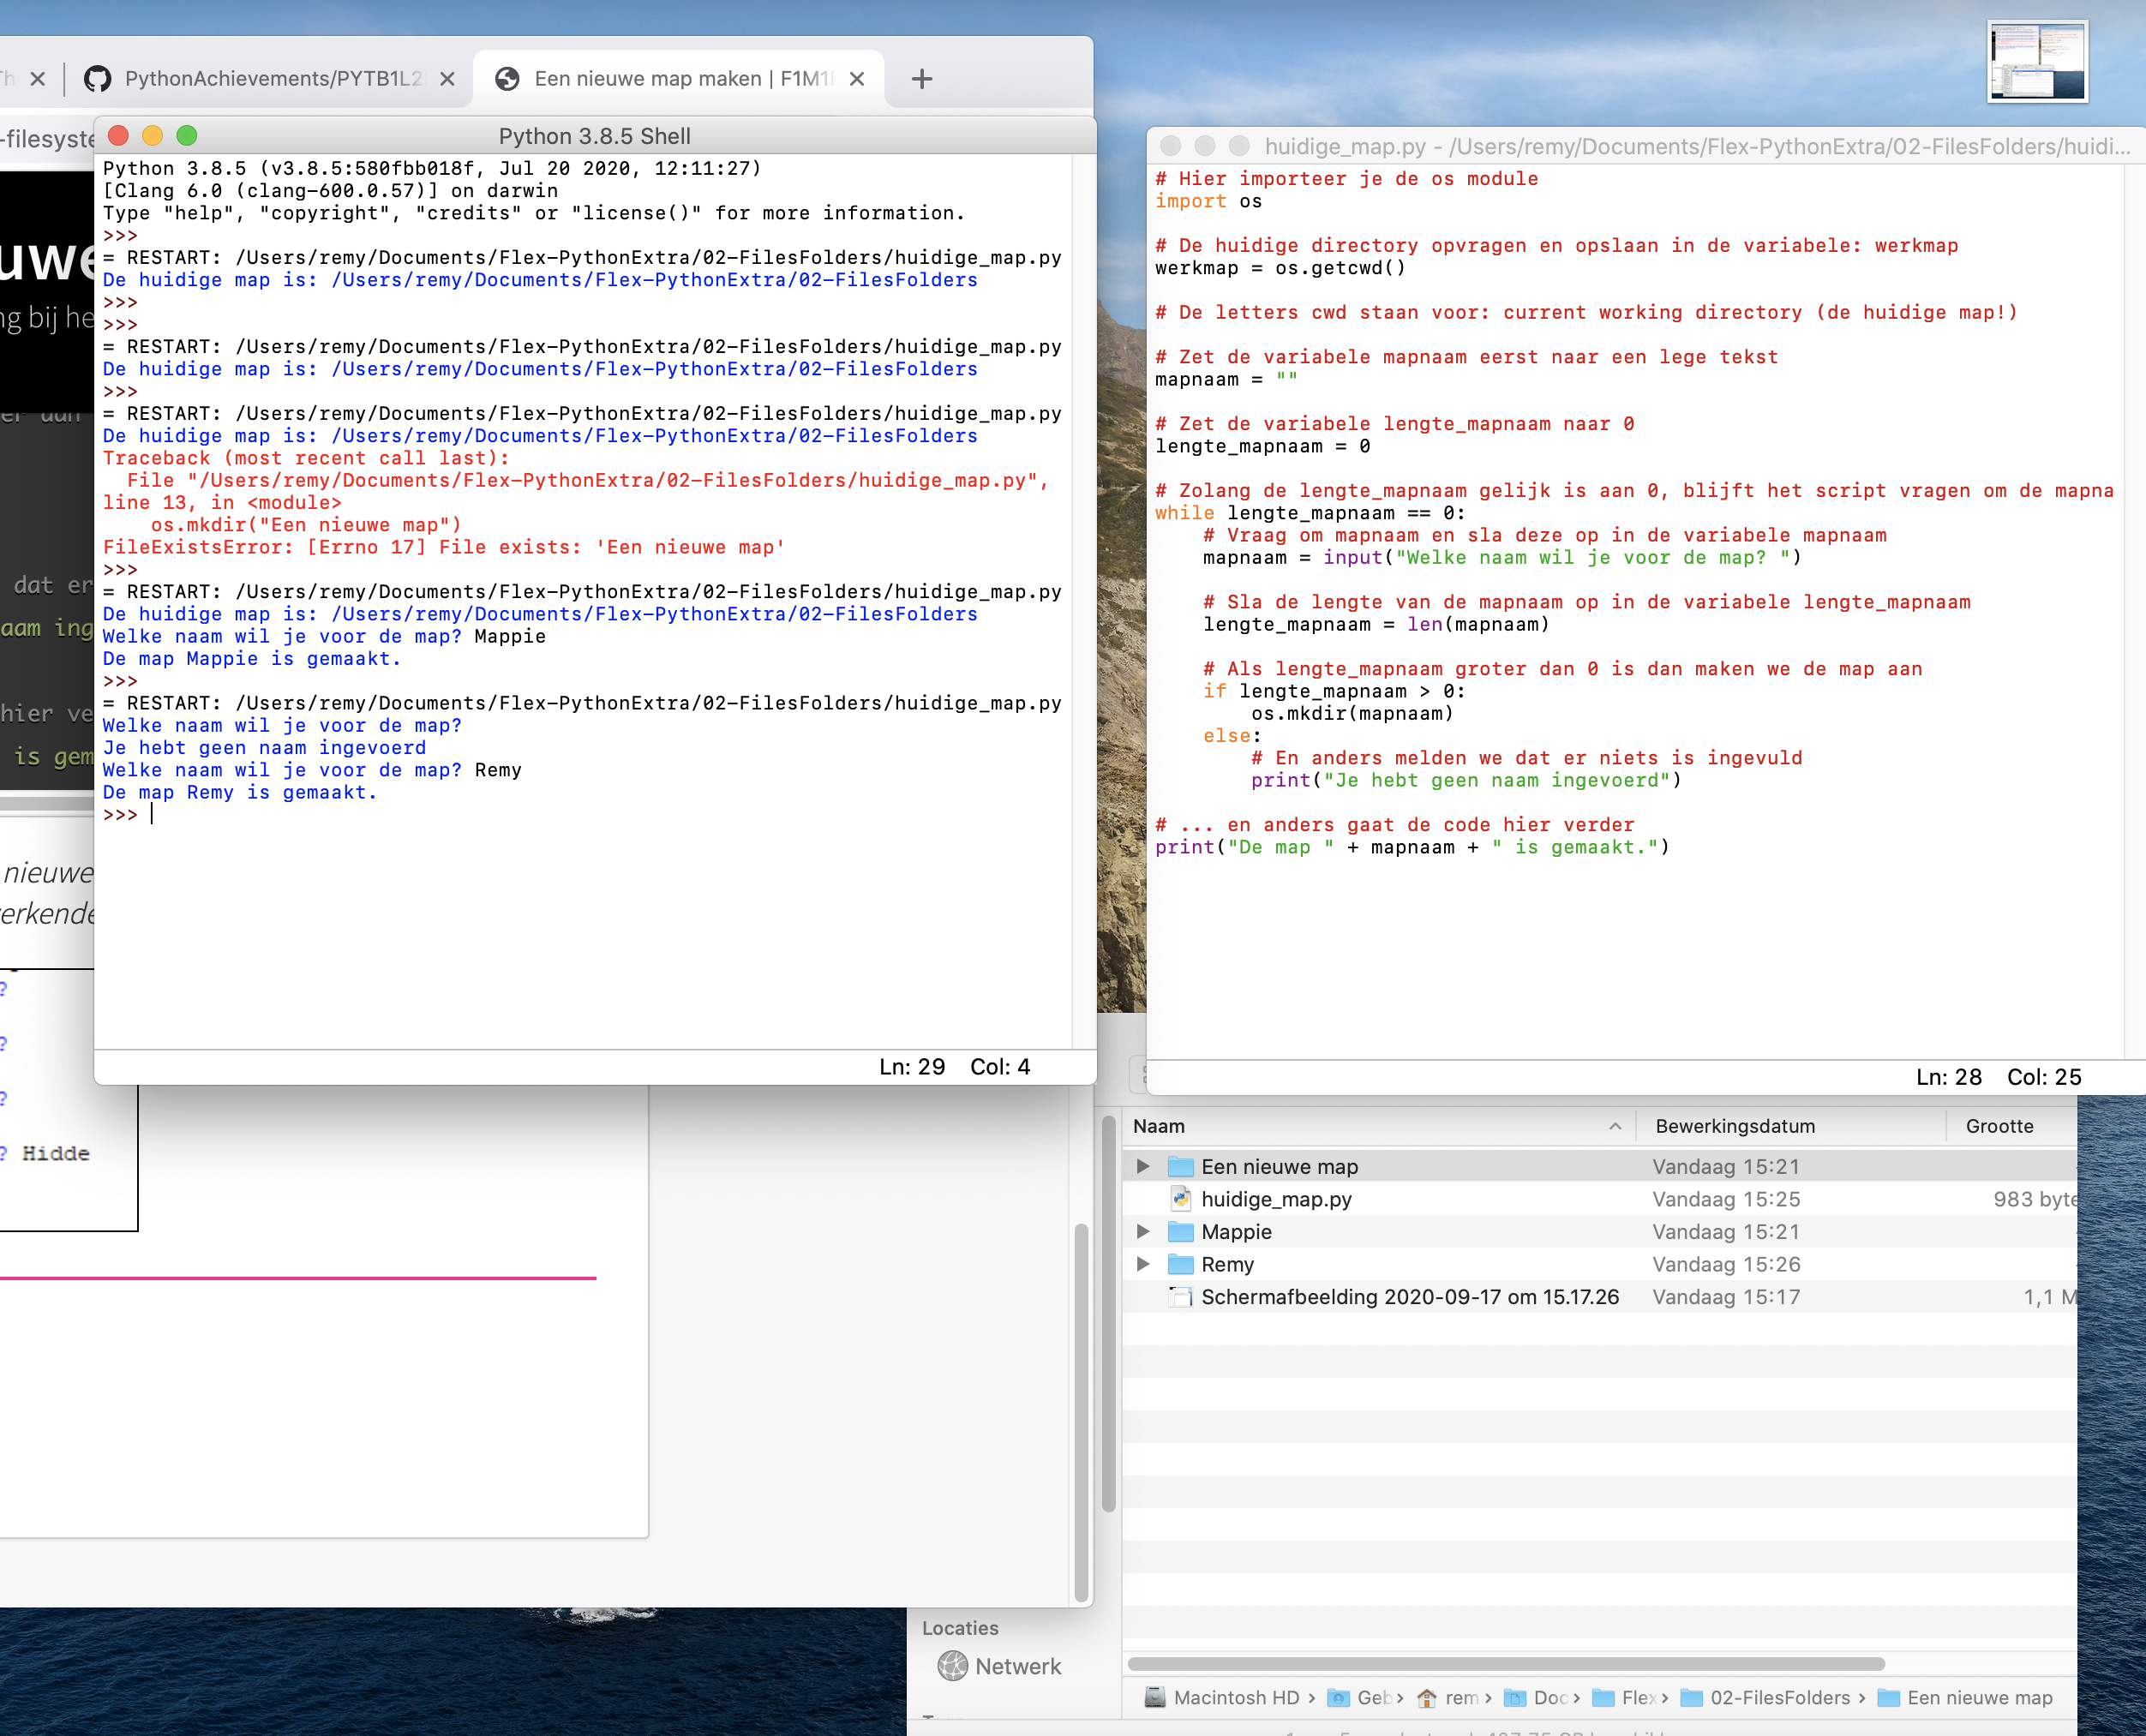 PythonAchievements/PYTB1L2
Een nieuwe map maken | F1M1
-filesyste
uwe
ng bij he
er aan
dat er
aam ing
hier ve
is gem
nieuwe
erkende
?
?
?
? Hidde
Python 3.8.5 Shell
Python 3.8.5 (v3.8.5:580fbb018f, Jul 20 2020, 12:11:27)
[Clang 6.0 (clang-600.0.57)] on darwin
Type "help", "copyright", "credits" or "license()" for more information.
>>>
= RESTART: /Users/remy/Documents/Flex-PythonExtra/02-FilesFolders/huidige_map.py
De huidige map is: /Users/remy/Documents/Flex-PythonExtra/02-FilesFolders
>>>
>>>
= RESTART: /Users/remy/Documents/Flex-PythonExtra/02-FilesFolders/huidige_map.py
De huidige map is: /Users/remy/Documents/Flex-PythonExtra/02-FilesFolders
>>>
= RESTART: /Users/remy/Documents/Flex-PythonExtra/02-FilesFolders/huidige_map.py
De huidige map is: /Users/remy/Documents/Flex-PythonExtra/02-FilesFolders
Traceback (most recent call last):
  File "/Users/remy/Documents/Flex-PythonExtra/02-FilesFolders/huidige_map.py",
line 13, in <module>
    os.mkdir("Een nieuwe map")
FileExistsError: [Errno 17] File exists: 'Een nieuwe map'
>>>
= RESTART: /Users/remy/Documents/Flex-PythonExtra/02-FilesFolders/huidige_map.py
De huidige map is: /Users/remy/Documents/Flex-PythonExtra/02-FilesFolders
Welke naam wil je voor de map? Mappie
De map Mappie is gemaakt.
>>>
= RESTART: /Users/remy/Documents/Flex-PythonExtra/02-FilesFolders/huidige_map.py
Welke naam wil je voor de map?
Je hebt geen naam ingevoerd
Welke naam wil je voor de map? Remy
De map Remy is gemaakt.
>>>
Ln: 29 Col: 4
huidige_map.py - /Users/remy/Documents/Flex-PythonExtra/02-FilesFolders/huidi...
# Hier importeer je de os module
import os
# De huidige directory opvragen en opslaan in de variabele: werkmap
werkmap = os.getcwd()
# De letters cwd staan voor: current working directory (de huidige map!)
# Zet de variabele mapnaam eerst naar een lege tekst
mapnaam = ""
# Zet de variabele lengte_mapnaam naar 0
lengte_mapnaam = 0
# Zolang de lengte_mapnaam gelijk is aan 0, blijft het script vragen om de mapna
while lengte_mapnaam == 0:
    # Vraag om mapnaam en sla deze op in de variabele mapnaam
    mapnaam = input("Welke naam wil je voor de map? ")
    # Sla de lengte van de mapnaam op in de variabele lengte_mapnaam
    lengte_mapnaam = len(mapnaam)
    # Als lengte_mapnaam groter dan 0 is dan maken we de map aan
    if lengte_mapnaam > 0:
        os.mkdir(mapnaam)
    else:
        # En anders melden we dat er niets is ingevuld
        print("Je hebt geen naam ingevoerd")
# ... en anders gaat de code hier verder
print("De map " + mapnaam + " is gemaakt.")
Ln: 28 Col: 25
Naam Bewerkingsdatum Grootte
Een nieuwe map Vandaag 15:21
huidige_map.py Vandaag 15:25 983 byte
Mappie Vandaag 15:21
Remy Vandaag 15:26
Schermafbeelding 2020-09-17 om 15.17.26 Vandaag 15:17 1,1 M
Locaties
Netwerk
Macintosh HD › Geb › rem › Doc › Flex › 02-FilesFolders › Een nieuwe map